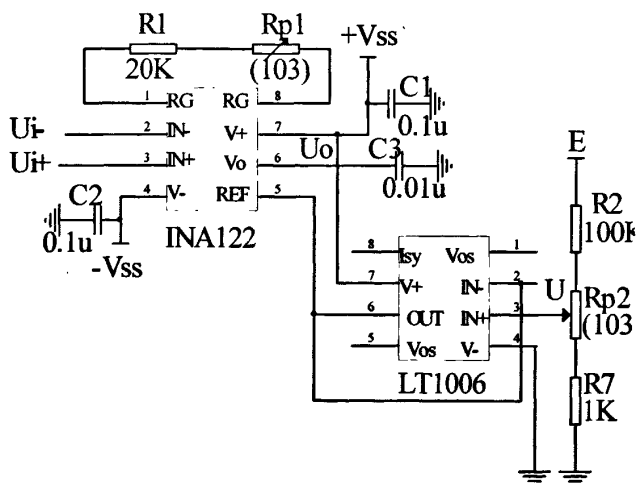 R1 Rp1 +Vss
20K (103)
1 RG RG 8 C1
Ui- 2 IN- V+ 7 0.1u
Ui+ 3 IN+ Vo 6 Uo C3 E
C2 4 V- REF 5 0.01u
0.1u INA122 R2
-Vss 100K
8 Isy Vos 1
7 V+ IN- 2 U Rp2
6 OUT IN+ 3 (103
5 Vos V- 4
LT1006 R7
1K